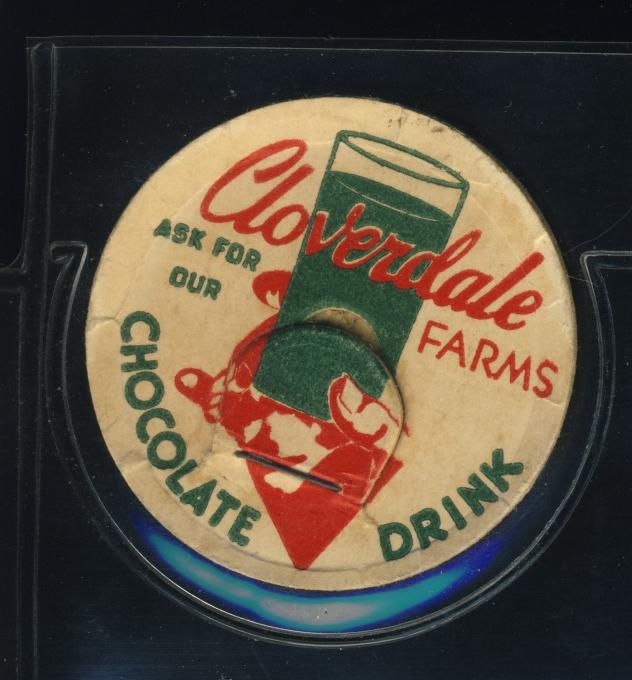 Cloverdale
FARMS
ASK FOR
OUR
CHOCOLATE
DRINK